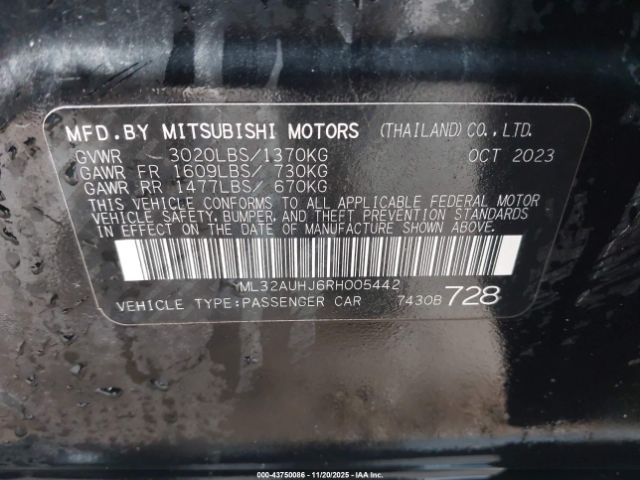 MFD.BY MITSUBISHI MOTORS (THAILAND)CO.,LTD.
GVWR 3020LBS/1370KG OCT 2023
GAWR FR 1609LBS/ 730KG
GAWR RR 1477LBS/ 670KG
THIS VEHICLE CONFORMS TO ALL APPLICABLE FEDERAL MOTOR
VEHICLE SAFETY, BUMPER, AND THEFT PREVENTION STANDARDS
IN EFFECT ON THE DATE OF MANUFACTURE SHOWN ABOVE.
ML32AUHJ6RH005442
VEHICLE TYPE:PASSENGER CAR 7430B 728
000-43750086 - 11/20/2025 - IAA Inc.